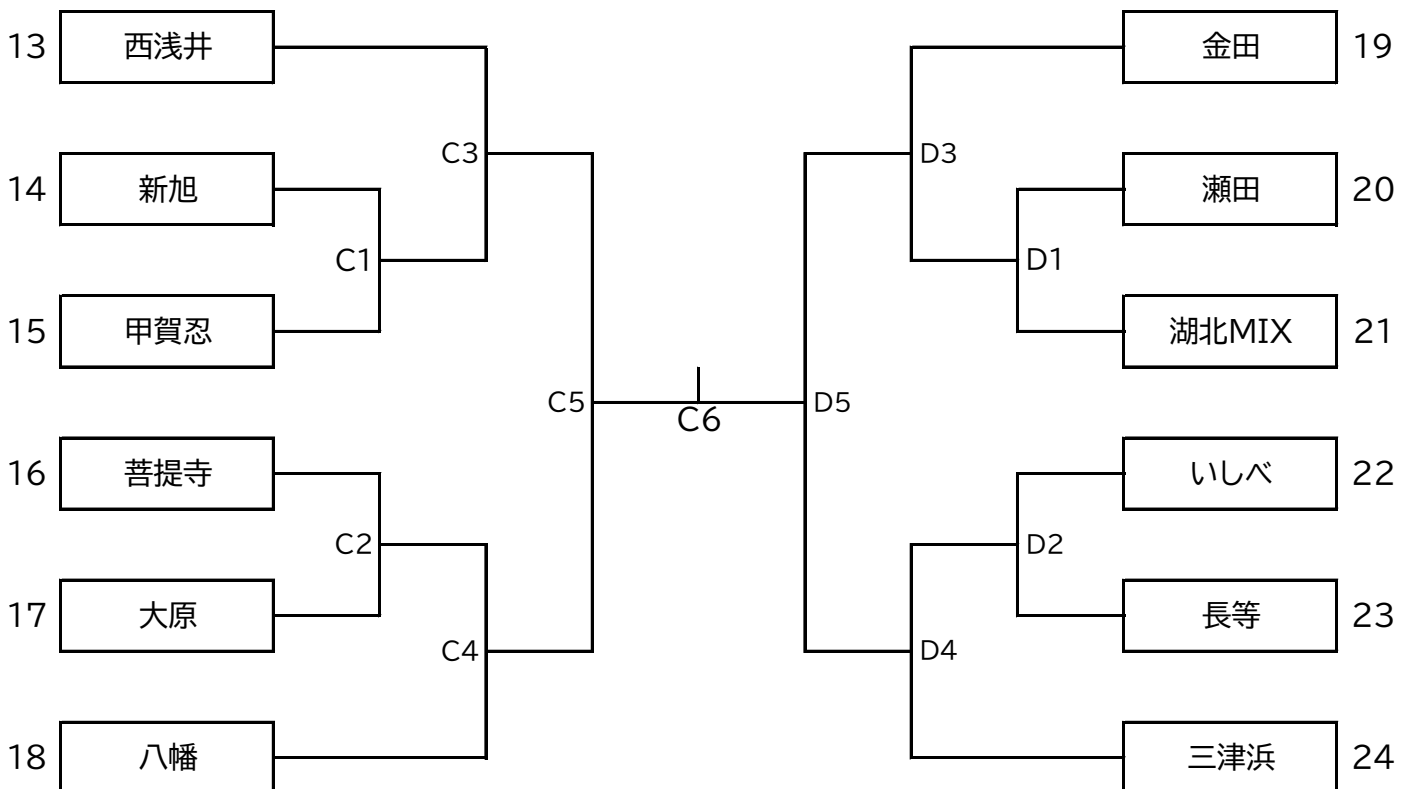 13 西浅井
14 新旭
15 甲賀忍
16 菩提寺
17 大原
18 八幡
C3
C1
C5
C2
C4
C6
D3
D1
D5
D2
D4
金田 19
瀬田 20
湖北MIX 21
いしべ 22
長等 23
三津浜 24